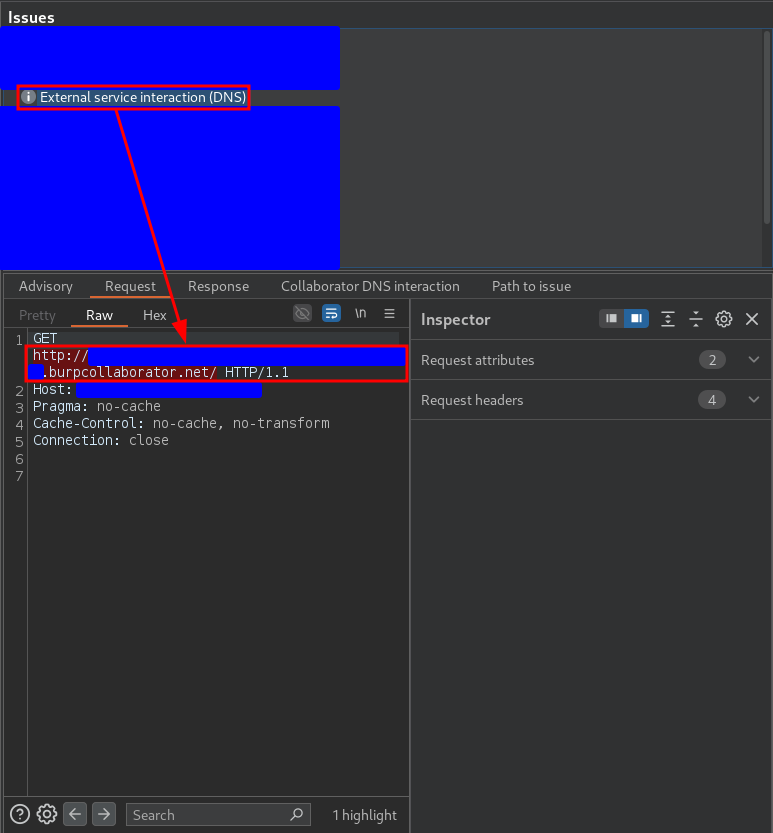 Issues
External service interaction (DNS)
Advisory Request Response Collaborator DNS interaction Path to issue
Pretty Raw Hex \n
Inspector
1 GET
http://
.burpcollaborator.net/ HTTP/1.1
2 Host:
3 Pragma: no-cache
4 Cache-Control: no-cache, no-transform
5 Connection: close
6
7
Request attributes 2
Request headers 4
Search
1 highlight